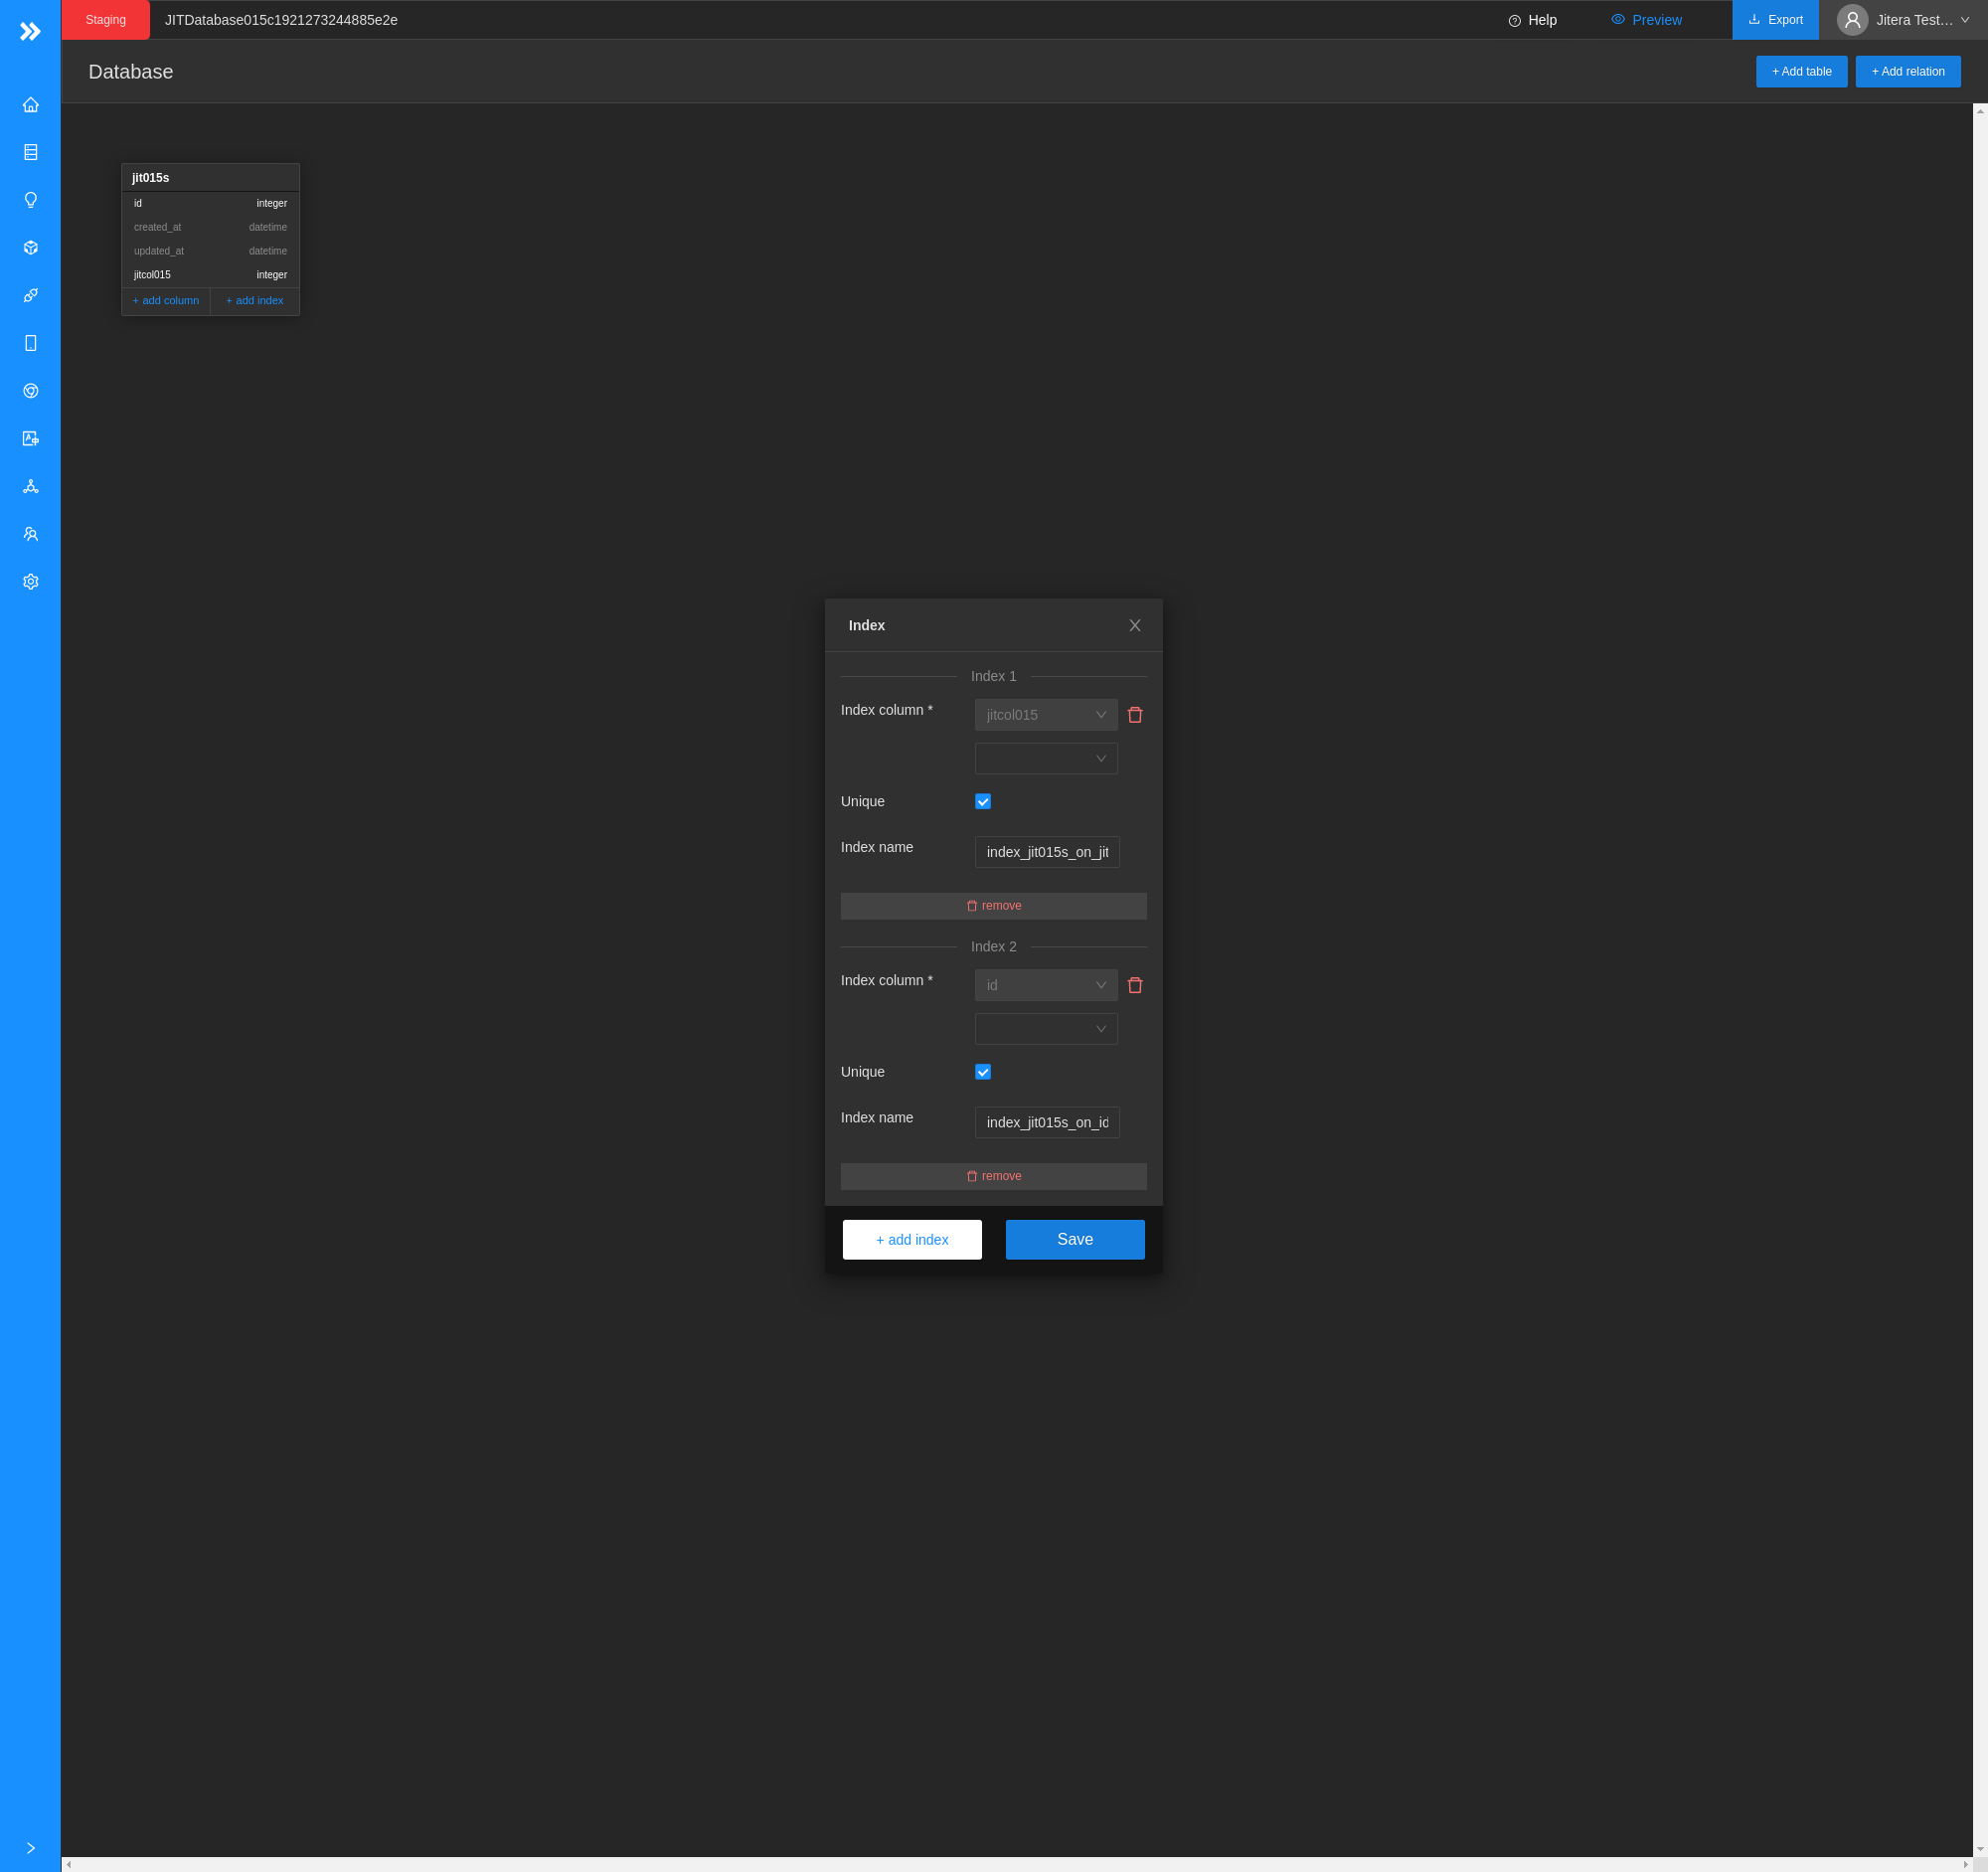 Staging
JITDatabase015c1921273244885e2e
Help
Preview
Export
Jitera Test...
Database
+ Add table
+ Add relation
jit015s
id integer
created_at datetime
updated_at datetime
jitcol015 integer
+ add column
+ add index
Index
Index 1
Index column * jitcol015
Unique
Index name index_jit015s_on_jit
remove
Index 2
Index column * id
Unique
Index name index_jit015s_on_id
remove
+ add index
Save